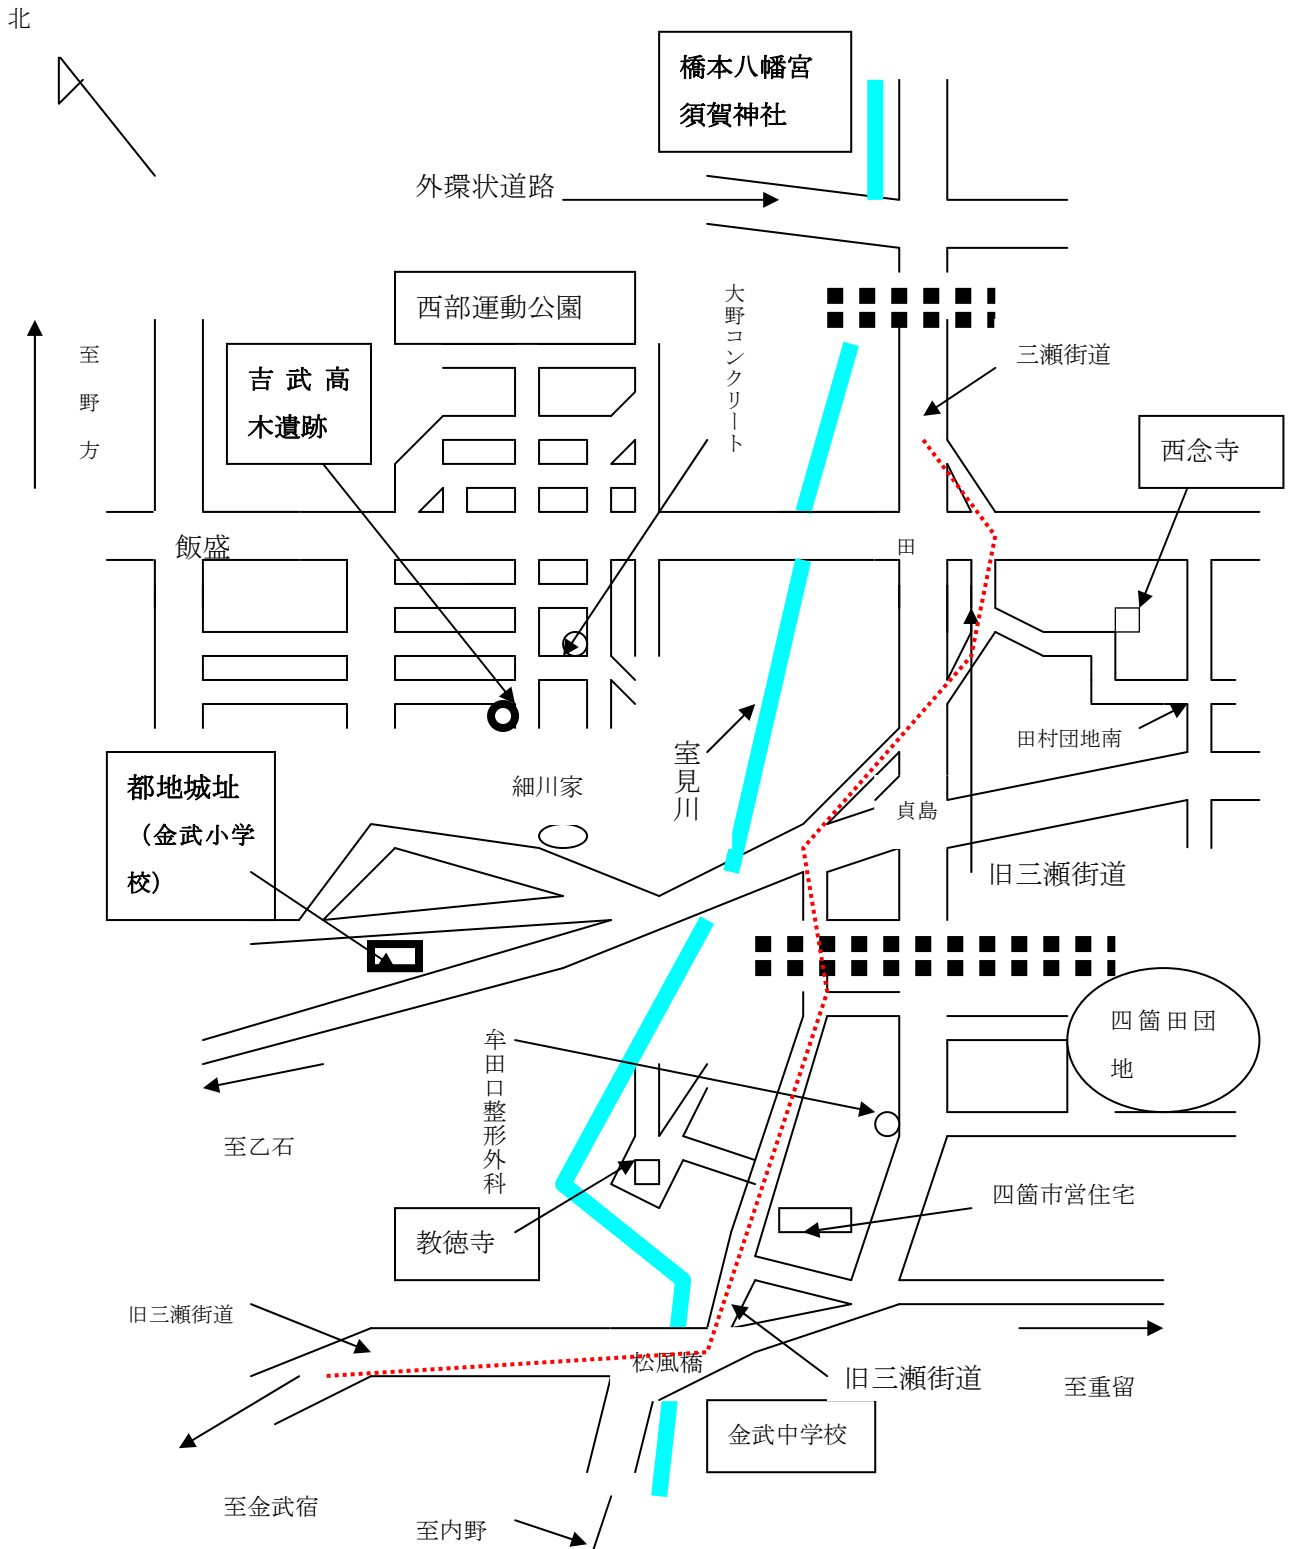 北
橋本八幡宮
須賀神社
外環状道路
西部運動公園
大野コンクリート
至野方
吉武高
木遺跡
三瀬街道
西念寺
飯盛
田
室見川
田村団地南
都地城址
（金武小学
校）
細川家
貞島
旧三瀬街道
四箇田団
地
牟田口整形外科
至乙石
四箇市営住宅
教徳寺
旧三瀬街道
松風橋
旧三瀬街道
至重留
金武中学校
至金武宿
至内野